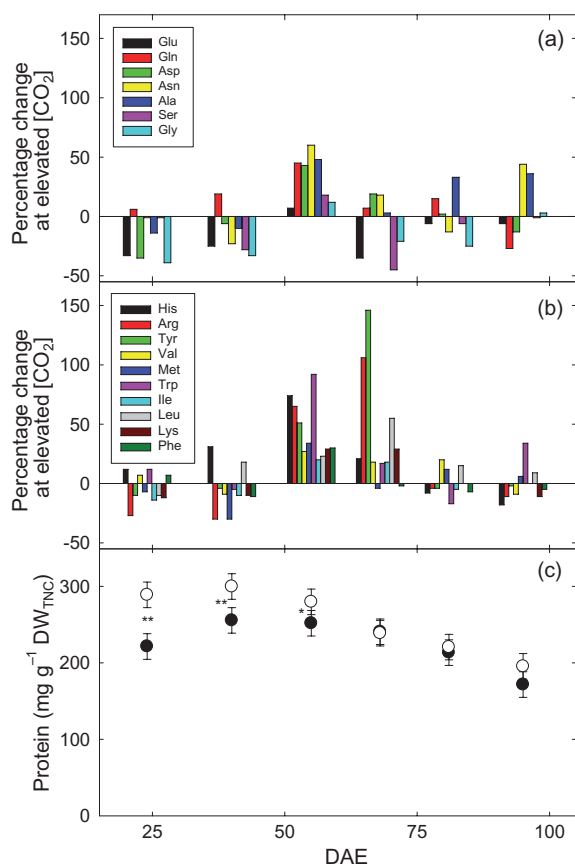 (a)
150
100
50
0
-50
Percentage change
at elevated [CO₂]
Glu
Gln
Asp
Asn
Ala
Ser
Gly
(b)
150
100
50
0
-50
Percentage change
at elevated [CO₂]
His
Arg
Tyr
Val
Met
Trp
Ile
Leu
Lys
Phe
(c)
300
200
100
0
Protein (mg g⁻¹ DW_TNC)
**
**
*
25 50 75 100
DAE